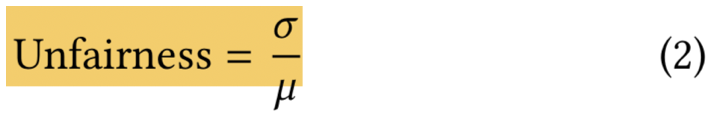 Unfairness = σ/μ (2)